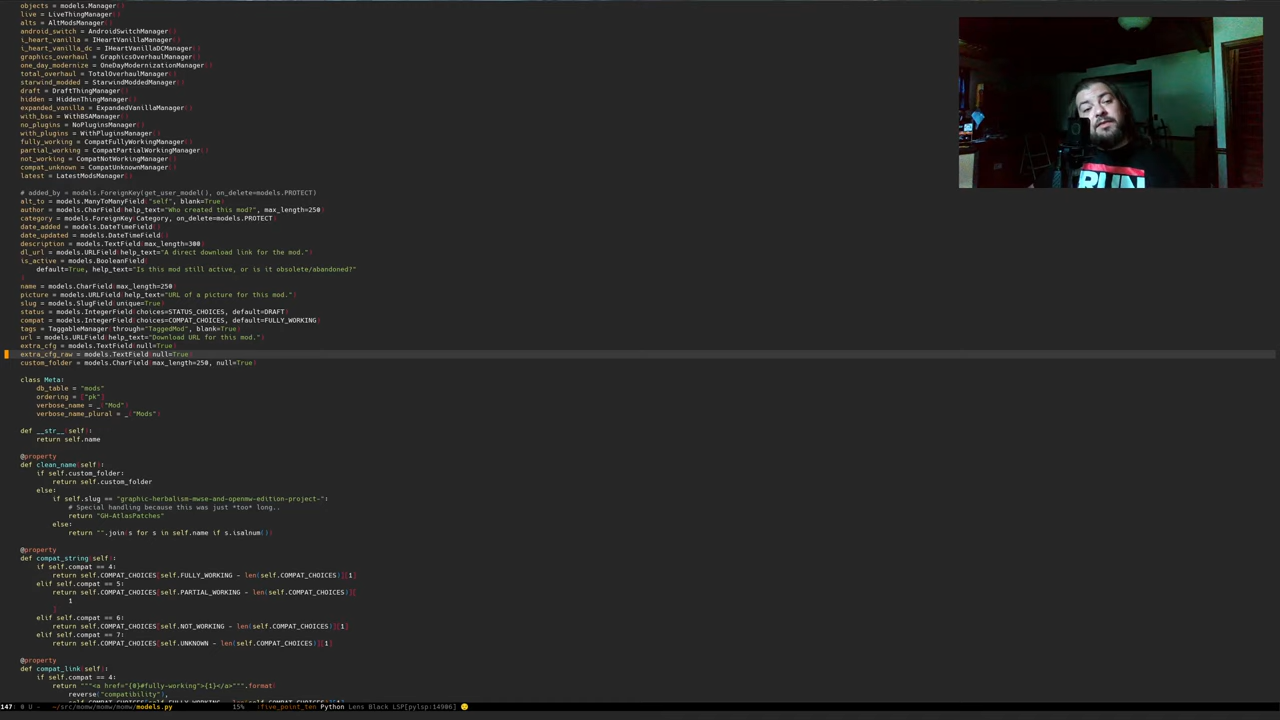 objects = models.Manager()
live = LiveThingManager()
alts = AltModsManager()
android_switch = AndroidSwitchManager()
i_heart_vanilla = IHeartVanillaManager()
i_heart_vanilla_dc = IHeartVanillaDCManager()
graphics_overhaul = GraphicsOverhaulManager()
one_day_modernize = OneDayModernizationManager()
total_overhaul = TotalOverhaulManager()
starwind_modded = StarwindModdedManager()
draft = DraftThingManager()
hidden = HiddenThingManager()
expanded_vanilla = ExpandedVanillaManager()
with_bsa = WithBSAManager()
no_plugins = NoPluginsManager()
with_plugins = WithPluginsManager()
fully_working = CompatFullyWorkingManager()
partial_working = CompatPartialWorkingManager()
not_working = CompatNotWorkingManager()
compat_unknown = CompatUnknownManager()
latest = LatestModsManager()
# added_by = models.ForeignKey(get_user_model(), on_delete=models.PROTECT)
alt_to = models.ManyToManyField("self", blank=True)
author = models.CharField(help_text="Who created this mod?", max_length=250)
category = models.ForeignKey(Category, on_delete=models.PROTECT)
date_added = models.DateTimeField()
date_updated = models.DateTimeField()
description = models.TextField(max_length=300)
dl_url = models.URLField(help_text="A direct download link for the mod.")
is_active = models.BooleanField(
default=True, help_text="Is this mod still active, or is it obsolete/abandoned?"
)
name = models.CharField(max_length=250)
picture = models.URLField(help_text="URL of a picture for this mod.")
slug = models.SlugField(unique=True)
status = models.IntegerField(choices=STATUS_CHOICES, default=DRAFT)
compat = models.IntegerField(choices=COMPAT_CHOICES, default=FULLY_WORKING)
tags = TaggableManager(through="TaggedMod", blank=True)
url = models.URLField(help_text="Download URL for this mod.")
extra_cfg = models.TextField(null=True)
extra_cfg_raw = models.TextField(null=True)
custom_folder = models.CharField(max_length=250, null=True)
class Meta:
db_table = "mods"
ordering = ["pk"]
verbose_name = _("Mod")
verbose_name_plural = _("Mods")
def __str__(self):
return self.name
@property
def clean_name(self):
if self.custom_folder:
return self.custom_folder
else:
if self.slug == "graphic-herbalism-mwse-and-openmw-edition-project-":
# Special handling because this was just *too* long..
return "GH-AtlasPatches"
else:
return "".join(s for s in self.name if s.isalnum())
@property
def compat_string(self):
if self.compat == 4:
return self.COMPAT_CHOICES[self.FULLY_WORKING - len(self.COMPAT_CHOICES)][1]
elif self.compat == 5:
return self.COMPAT_CHOICES[self.PARTIAL_WORKING - len(self.COMPAT_CHOICES)][
1
]
elif self.compat == 6:
return self.COMPAT_CHOICES[self.NOT_WORKING - len(self.COMPAT_CHOICES)][1]
elif self.compat == 7:
return self.COMPAT_CHOICES[self.UNKNOWN - len(self.COMPAT_CHOICES)][1]
@property
def compat_link(self):
if self.compat == 4:
return """<a href="{0}#fully-working">{1}</a>""".format(
reverse("compatibility"),
147: 0 U - ~/src/momw/momw/momw/models.py 15% :five_point_ten Python Lens Black LSP[pylsp:14906]
RUN